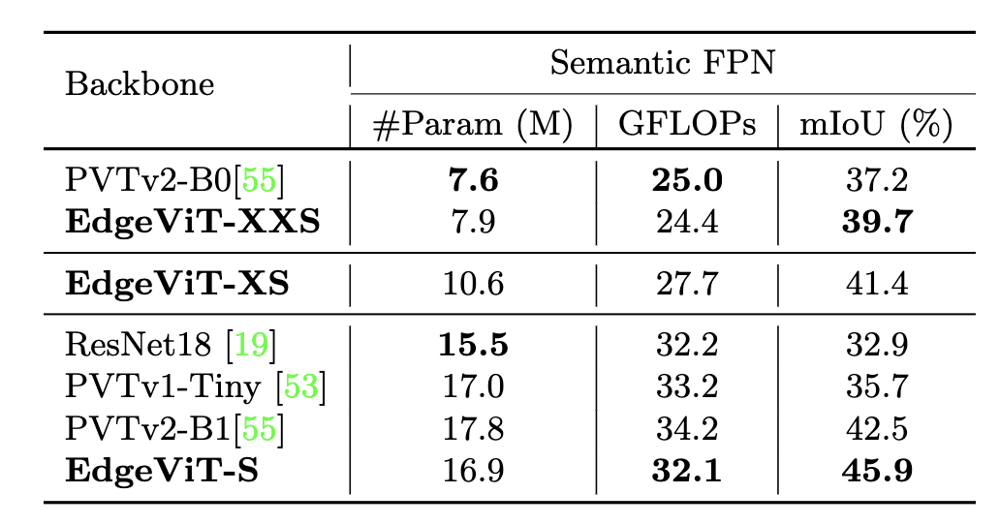 Backbone Semantic FPN
#Param (M) GFLOPs mIoU (%)
PVTv2-B0[55] 7.6 25.0 37.2
EdgeViT-XXS 7.9 24.4 39.7
EdgeViT-XS 10.6 27.7 41.4
ResNet18 [19] 15.5 32.2 32.9
PVTv1-Tiny [53] 17.0 33.2 35.7
PVTv2-B1[55] 17.8 34.2 42.5
EdgeViT-S 16.9 32.1 45.9